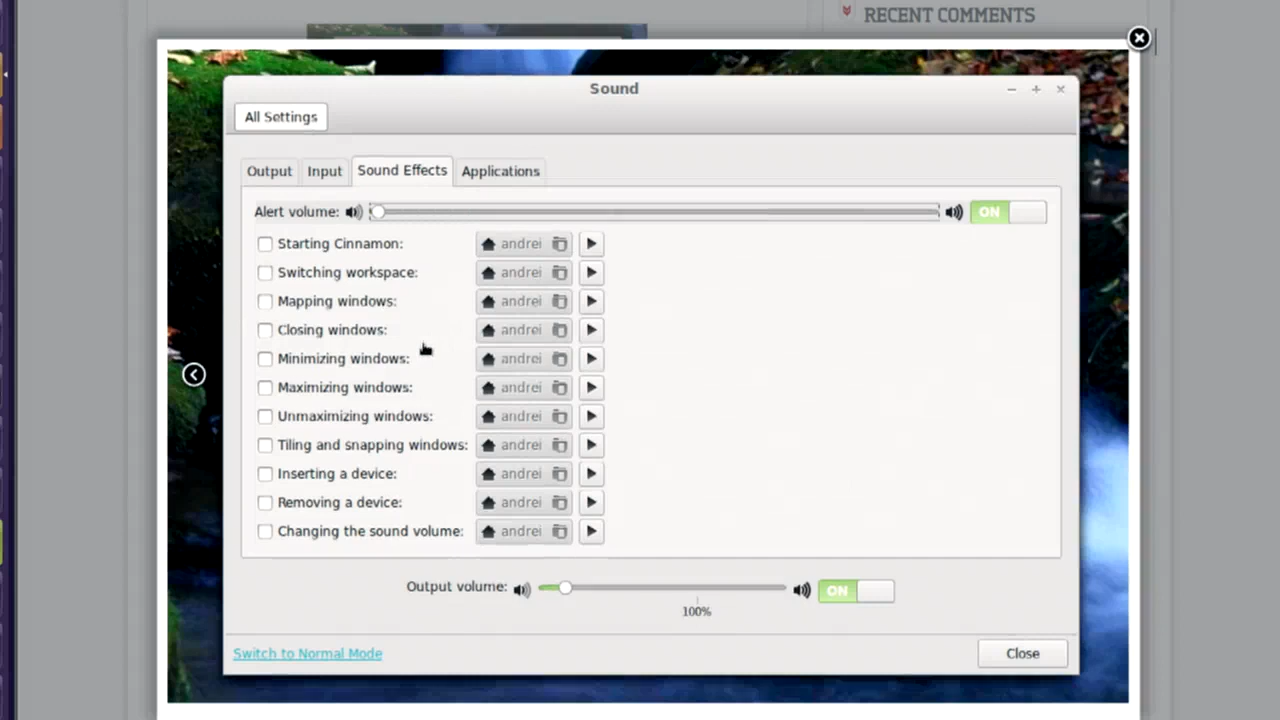 RECENT COMMENTS
Sound
All Settings
Output Input Sound Effects Applications
Alert volume: ON
Starting Cinnamon: andrei
Switching workspace: andrei
Mapping windows: andrei
Closing windows: andrei
Minimizing windows: andrei
Maximizing windows: andrei
Unmaximizing windows: andrei
Tiling and snapping windows: andrei
Inserting a device: andrei
Removing a device: andrei
Changing the sound volume: andrei
Output volume: ON
100%
Switch to Normal Mode Close